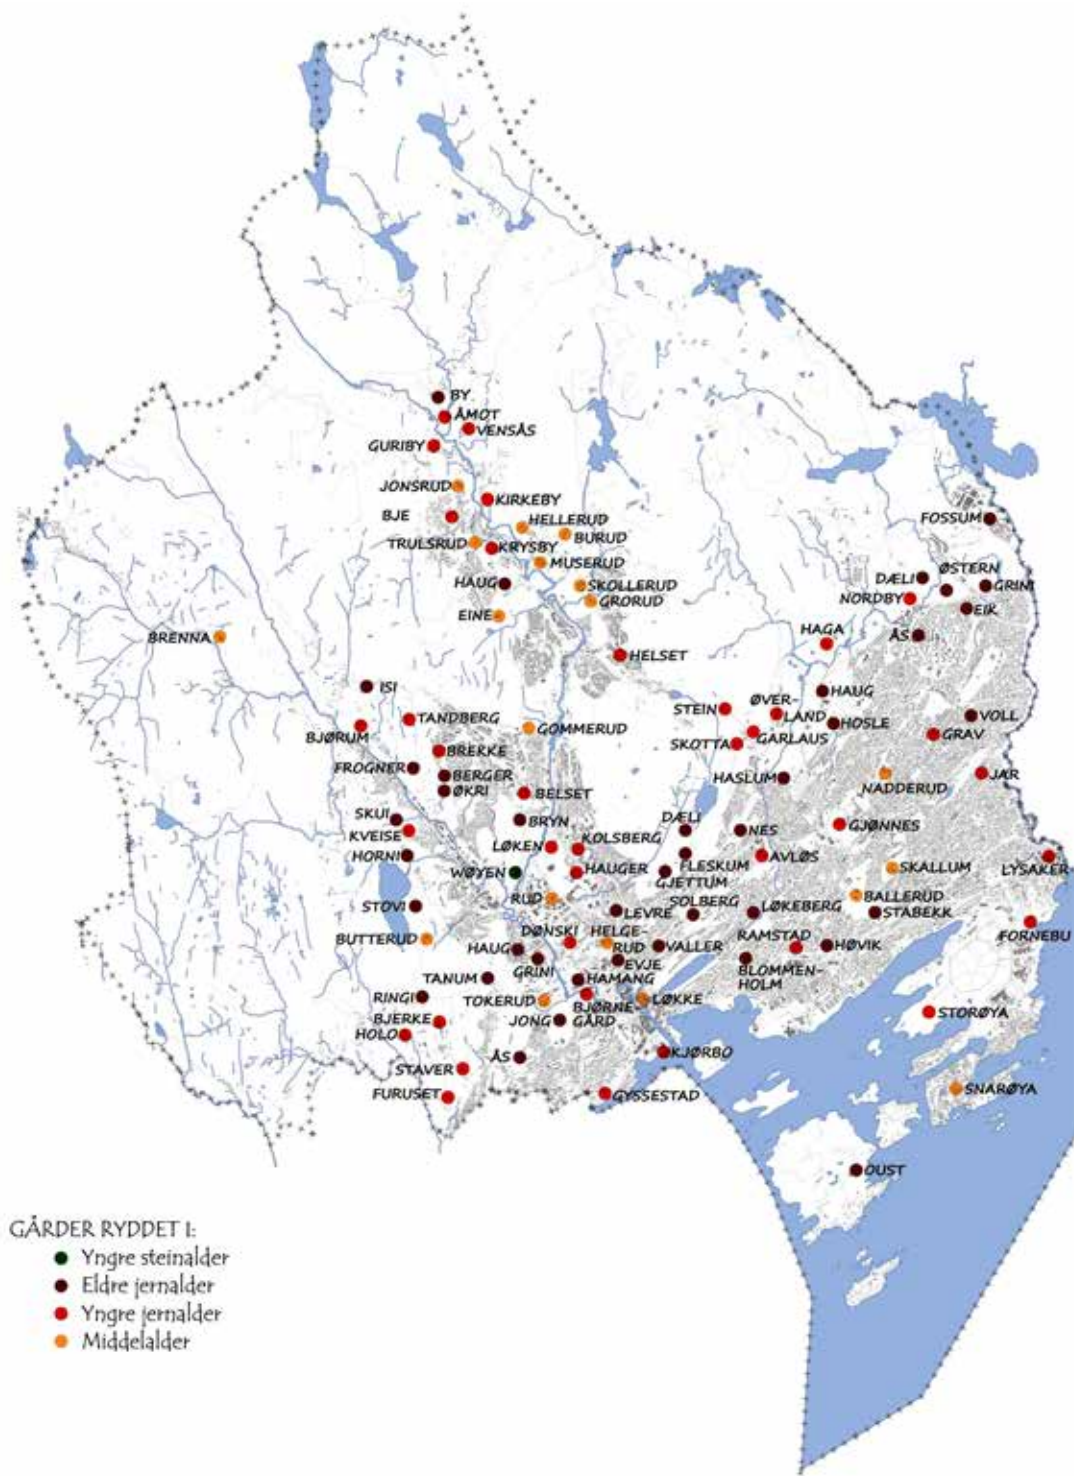 BY
ÅMOT
VENSÅS
GURIBY
JONSRUD
KIRKEBY
BJE
HELLERUD
BURUD
TRULSRUD
KRYSBY
MUSERUD
HAUG
SKOLLERUD
GRORUD
EINE
BRENNA
HELSET
FOSSUM
DÆLI
ØSTERN
GRINI
NORDBY
EIK
ÅS
HAGA
ISI
HAUG
STEIN
ØVER-
LAND
HOSLE
VOLL
TANDBERG
BJØRUM
GOMMERUD
GARLAUS
SKOTTA
GRAV
BREKKE
FROGNER
BERGER
ØKRI
BELSET
HASLUM
NADDERUD
JAR
SKUI
BRYN
KVEISE
DÆLI
NES
GJØNNES
HORNI
LØKEN
KOLSBERG
FLESKUM
AVLØS
LYSAKER
WØYEN
HAUGER
GJETTUM
SKALLUM
RUD
BALLERUD
STOVI
LEVRE
SOLBERG
LØKEBERG
STABEKK
FORNEBU
BUTTERUD
DØNSKI
HELGE-
RUD
VALLER
RAMSTAD
HØVIK
HAUG
GRINI
EVJE
BLOMMEN-
HOLM
TANUM
HAMANG
RINGI
TOKERUD
BJØRNE-
GÅRD
LØKKE
STORØYA
BJERKE
JONG
HOLO
ÅS
KJØRBO
STAVER
FURUSET
GYSSESTAD
SNARØYA
OUST
GÅRDER RYDDET I:
Yngre steinalder
Eldre jernalder
Yngre jernalder
Middelalder